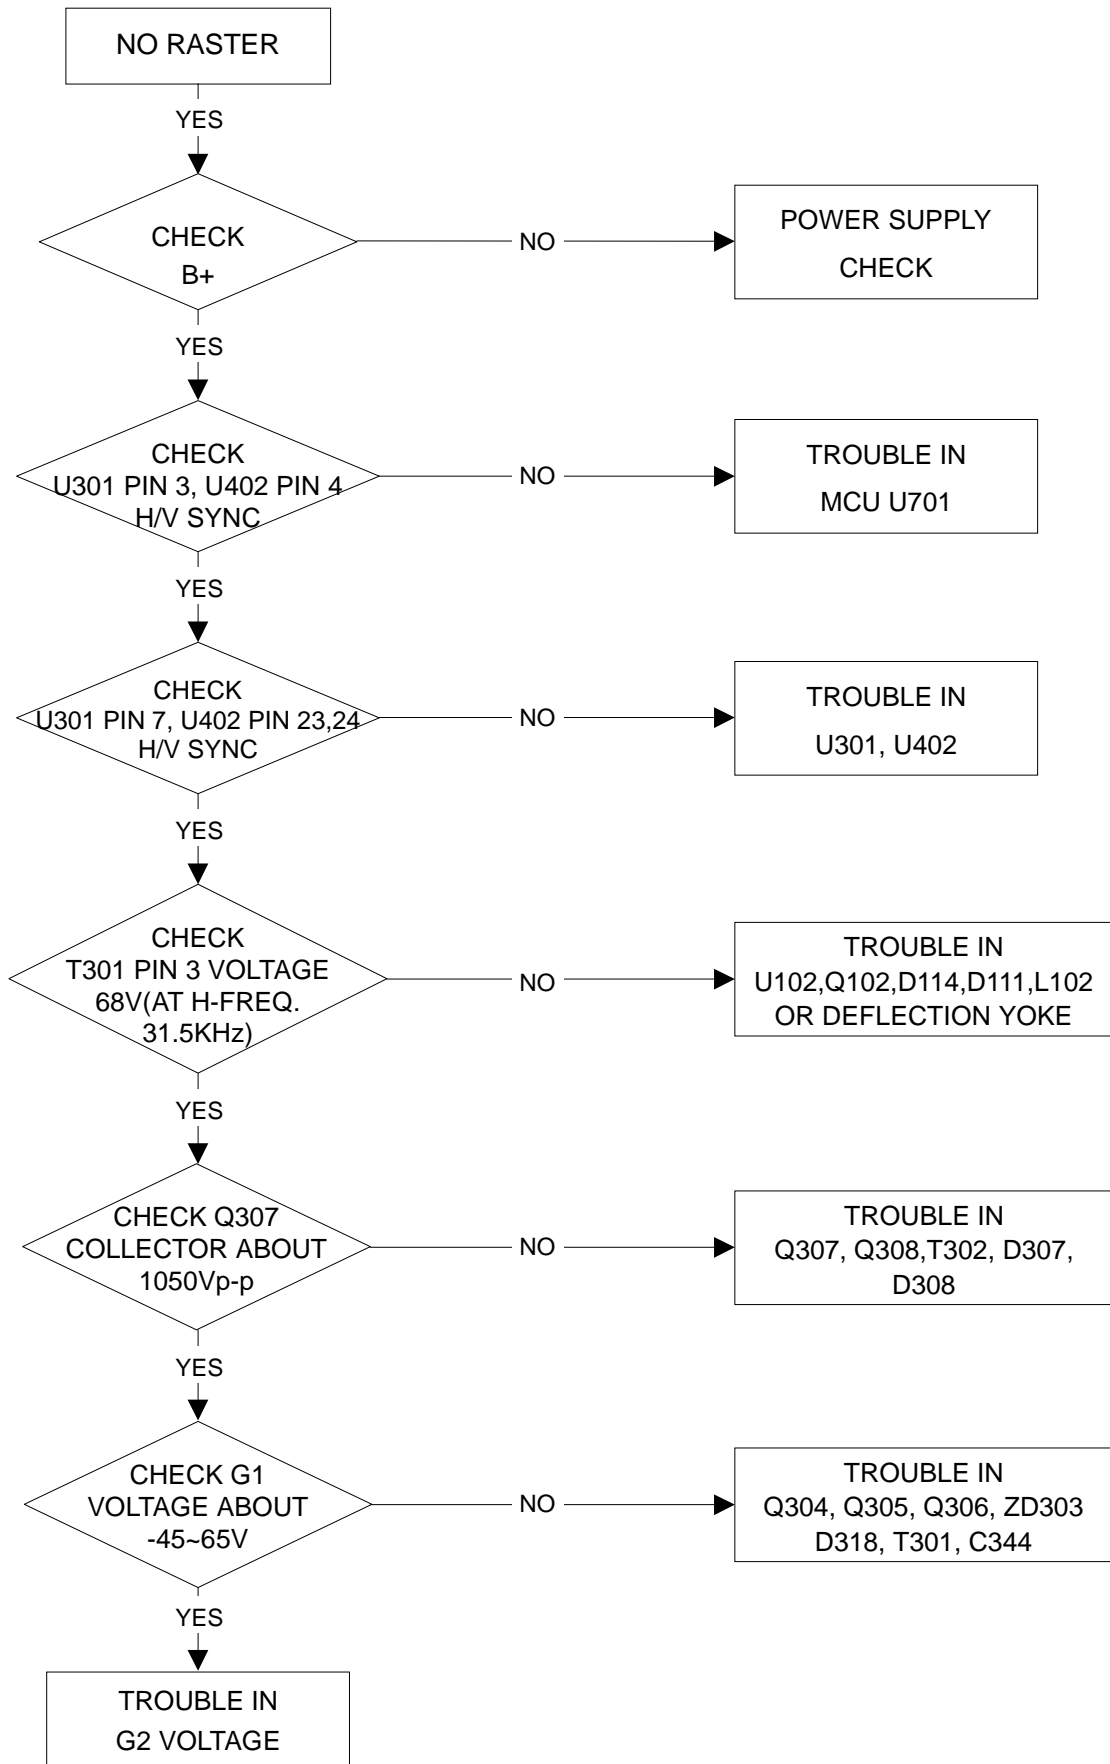 NO RASTER
YES
CHECK
B+
NO
POWER SUPPLY
CHECK
YES
CHECK
U301 PIN 3, U402 PIN 4
H/V SYNC
NO
TROUBLE IN
MCU U701
YES
CHECK
U301 PIN 7, U402 PIN 23,24
H/V SYNC
NO
TROUBLE IN
U301, U402
YES
CHECK
T301 PIN 3 VOLTAGE
68V(AT H-FREQ.
31.5KHz)
NO
TROUBLE IN
U102,Q102,D114,D111,L102
OR DEFLECTION YOKE
YES
CHECK Q307
COLLECTOR ABOUT
1050Vp-p
NO
TROUBLE IN
Q307, Q308,T302, D307,
D308
YES
CHECK G1
VOLTAGE ABOUT
-45~65V
NO
TROUBLE IN
Q304, Q305, Q306, ZD303
D318, T301, C344
YES
TROUBLE IN
G2 VOLTAGE